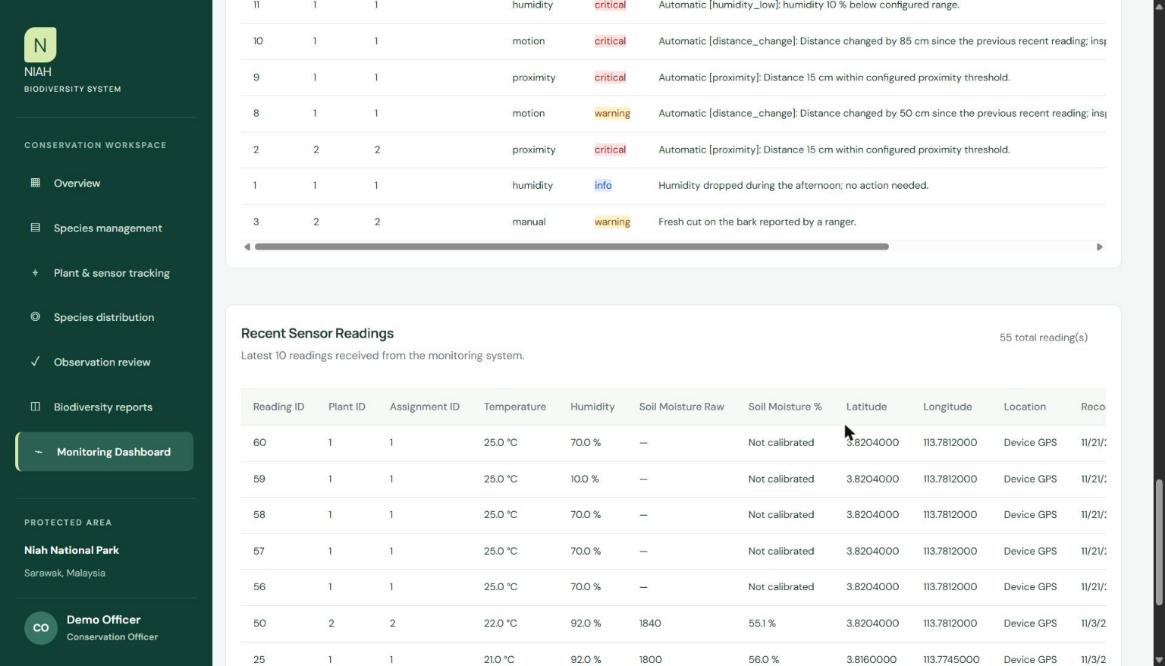 N
NIAH
BIODIVERSITY SYSTEM
CONSERVATION WORKSPACE
Overview
Species management
Plant & sensor tracking
Species distribution
Observation review
Biodiversity reports
Monitoring Dashboard
PROTECTED AREA
Niah National Park
Sarawak, Malaysia
CO
Demo Officer
Conservation Officer
11 1 1 humidity critical Automatic [humidity_low]: humidity 10 % below configured range.
10 1 1 motion critical Automatic [distance_change]: Distance changed by 85 cm since the previous recent reading;
9 1 1 proximity critical Automatic [proximity]: Distance 15 cm within configured proximity threshold.
8 1 1 motion warning Automatic [distance_change]: Distance changed by 50 cm since the previous recent reading;
2 2 2 proximity critical Automatic [proximity]: Distance 15 cm within configured proximity threshold.
1 1 1 humidity info Humidity dropped during the afternoon; no action needed.
3 2 2 manual warning Fresh cut on the bark reported by a ranger.
Recent Sensor Readings
55 total reading(s)
Latest 10 readings received from the monitoring system.
Reading ID Plant ID Assignment ID Temperature Humidity Soil Moisture Raw Soil Moisture % Latitude Longitude Location Reco
60 1 1 25.0 °C 70.0 % — Not calibrated 3.8204000 113.7812000 Device GPS 11/21/
59 1 1 25.0 °C 10.0 % — Not calibrated 3.8204000 113.7812000 Device GPS 11/21/
58 1 1 25.0 °C 70.0 % — Not calibrated 3.8204000 113.7812000 Device GPS 11/21/
57 1 1 25.0 °C 70.0 % — Not calibrated 3.8204000 113.7812000 Device GPS 11/21/
56 1 1 25.0 °C 70.0 % — Not calibrated 3.8204000 113.7812000 Device GPS 11/21/
50 2 2 22.0 °C 92.0 % 1840 55.1 % 3.8204000 113.7812000 Device GPS 11/3/2
25 1 1 21.0 °C 92.0 % 1800 56.0 % 3.8160000 113.7745000 Device GPS 11/3/2